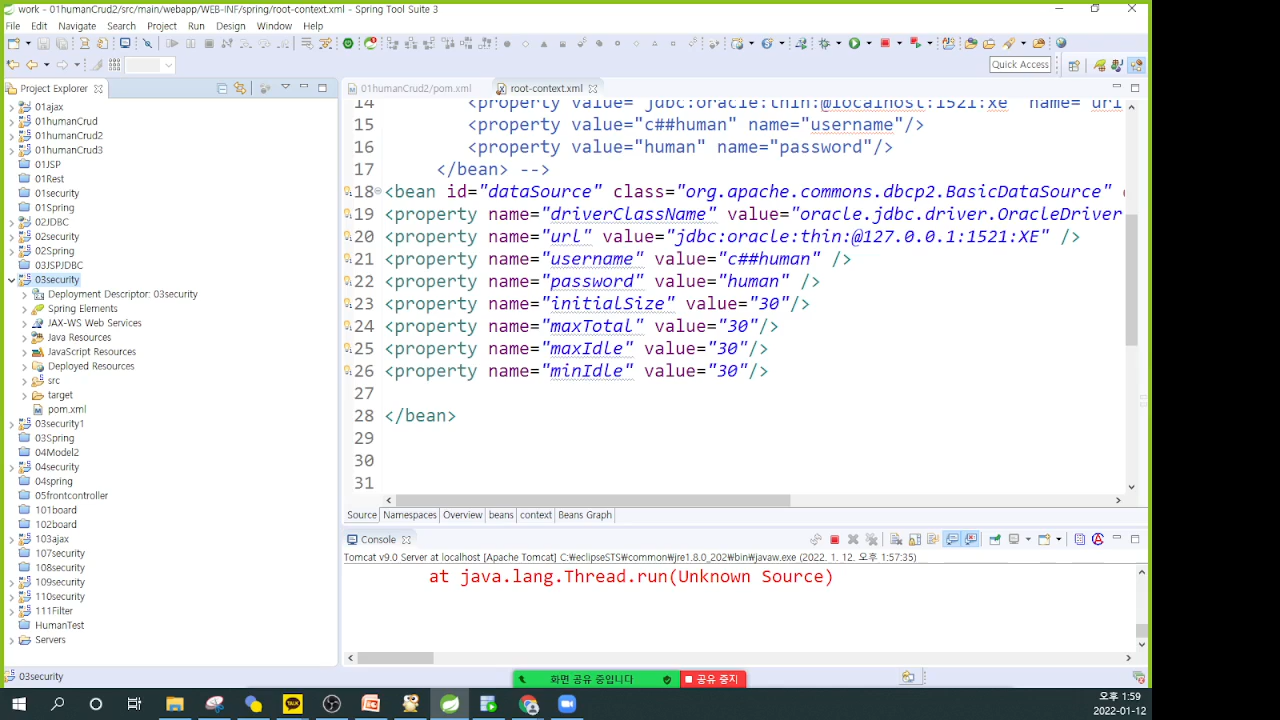 work - 01humanCrud2/src/main/webapp/WEB-INF/spring/root-context.xml - Spring Tool Suite 3
File Edit Navigate Search Project Run Design Window Help
Quick Access
Project Explorer
01ajax
01humanCrud
01humanCrud2
01humanCrud3
01JSP
01Rest
01security
01Spring
02JDBC
02security
02Spring
03JSPJDBC
03security
Deployment Descriptor: 03security
Spring Elements
JAX-WS Web Services
Java Resources
JavaScript Resources
Deployed Resources
src
target
pom.xml
03security1
03Spring
04Model2
04security
04spring
05frontcontroller
101board
102board
103ajax
107security
108security
109security
110security
111Filter
HumanTest
Servers
01humanCrud2/pom.xml
root-context.xml
14 <property value="jdbc:oracle:thin:@localhost:1521:xe" name="url
15 <property value="c##human" name="username"/>
16 <property value="human" name="password"/>
17 </bean> -->
18 <bean id="dataSource" class="org.apache.commons.dbcp2.BasicDataSource"
19 <property name="driverClassName" value="oracle.jdbc.driver.OracleDriver
20 <property name="url" value="jdbc:oracle:thin:@127.0.0.1:1521:XE" />
21 <property name="username" value="c##human" />
22 <property name="password" value="human" />
23 <property name="initialSize" value="30"/>
24 <property name="maxTotal" value="30"/>
25 <property name="maxIdle" value="30"/>
26 <property name="minIdle" value="30"/>
27
28 </bean>
29
30
31
Source Namespaces Overview beans context Beans Graph
Console
Tomcat v9.0 Server at localhost [Apache Tomcat] C:₩eclipseSTS₩common₩jre1.8.0_202₩bin₩javaw.exe (2022. 1. 12. 오후 1:57:35)
at java.lang.Thread.run(Unknown Source)
03security
화면 공유 중입니다
공유 중지
TALK
오후 1:59
2022-01-12